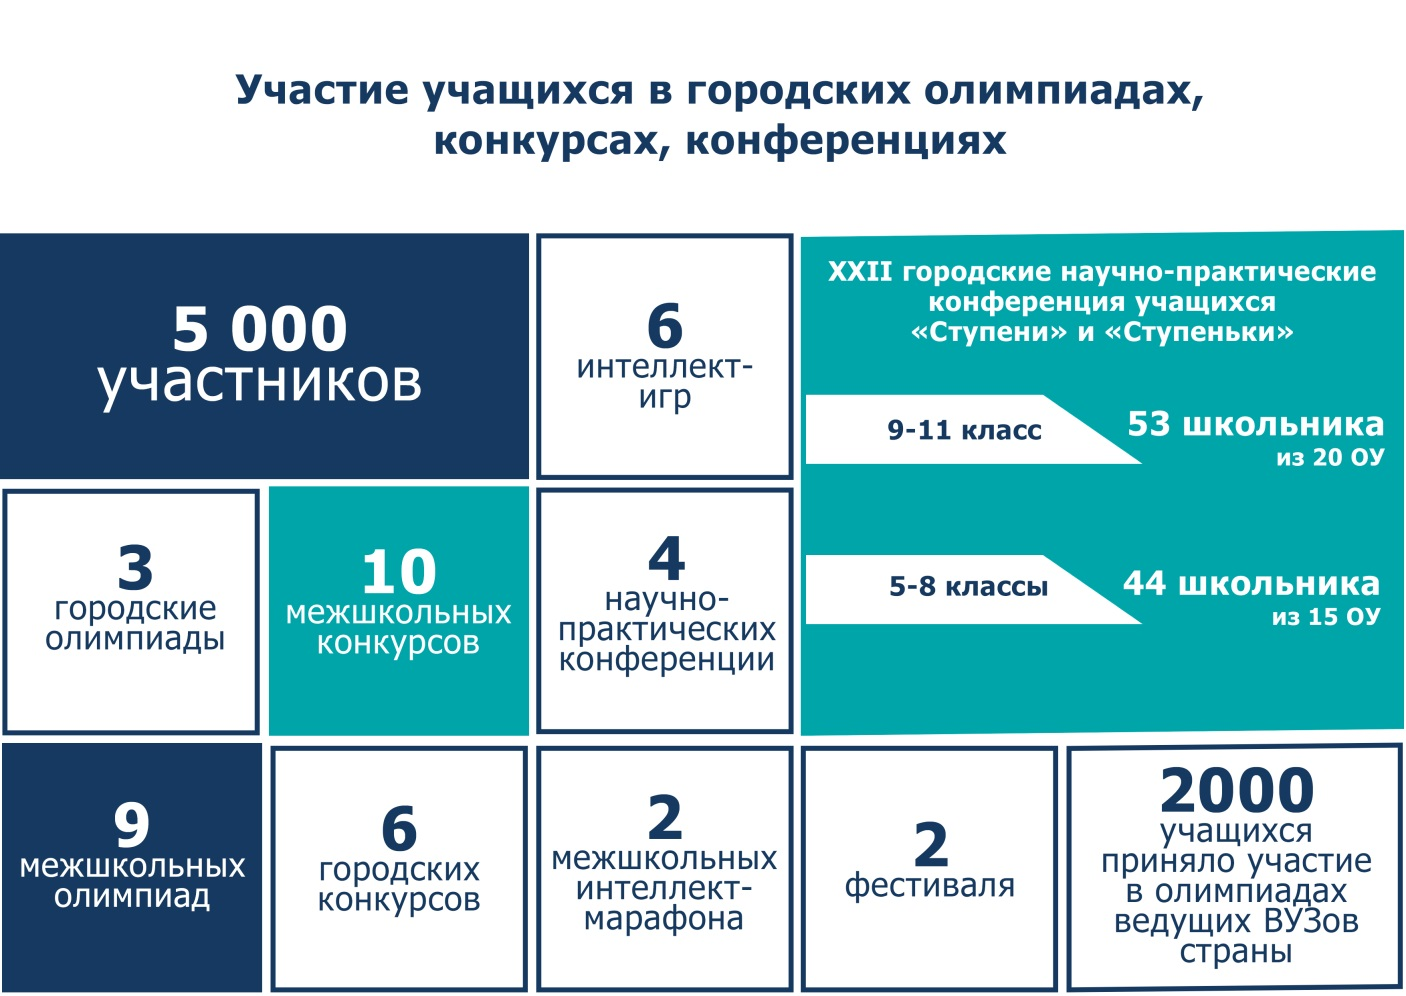 Участие учащихся в городских олимпиадах,
конкурсах, конференциях
5 000
участников
6
интеллект-
игр
XXII городские научно-практические
конференция учащихся
«Ступени» и «Ступеньки»
9-11 класс
53 школьника
из 20 ОУ
5-8 классы
44 школьника
из 15 ОУ
3
городские
олимпиады
10
межшкольных
конкурсов
4
научно-
практических
конференции
9
межшкольных
олимпиад
6
городских
конкурсов
2
межшкольных
интеллект-
марафона
2
фестиваля
2000
учащихся
приняло участие
в олимпиадах
ведущих ВУЗов
страны